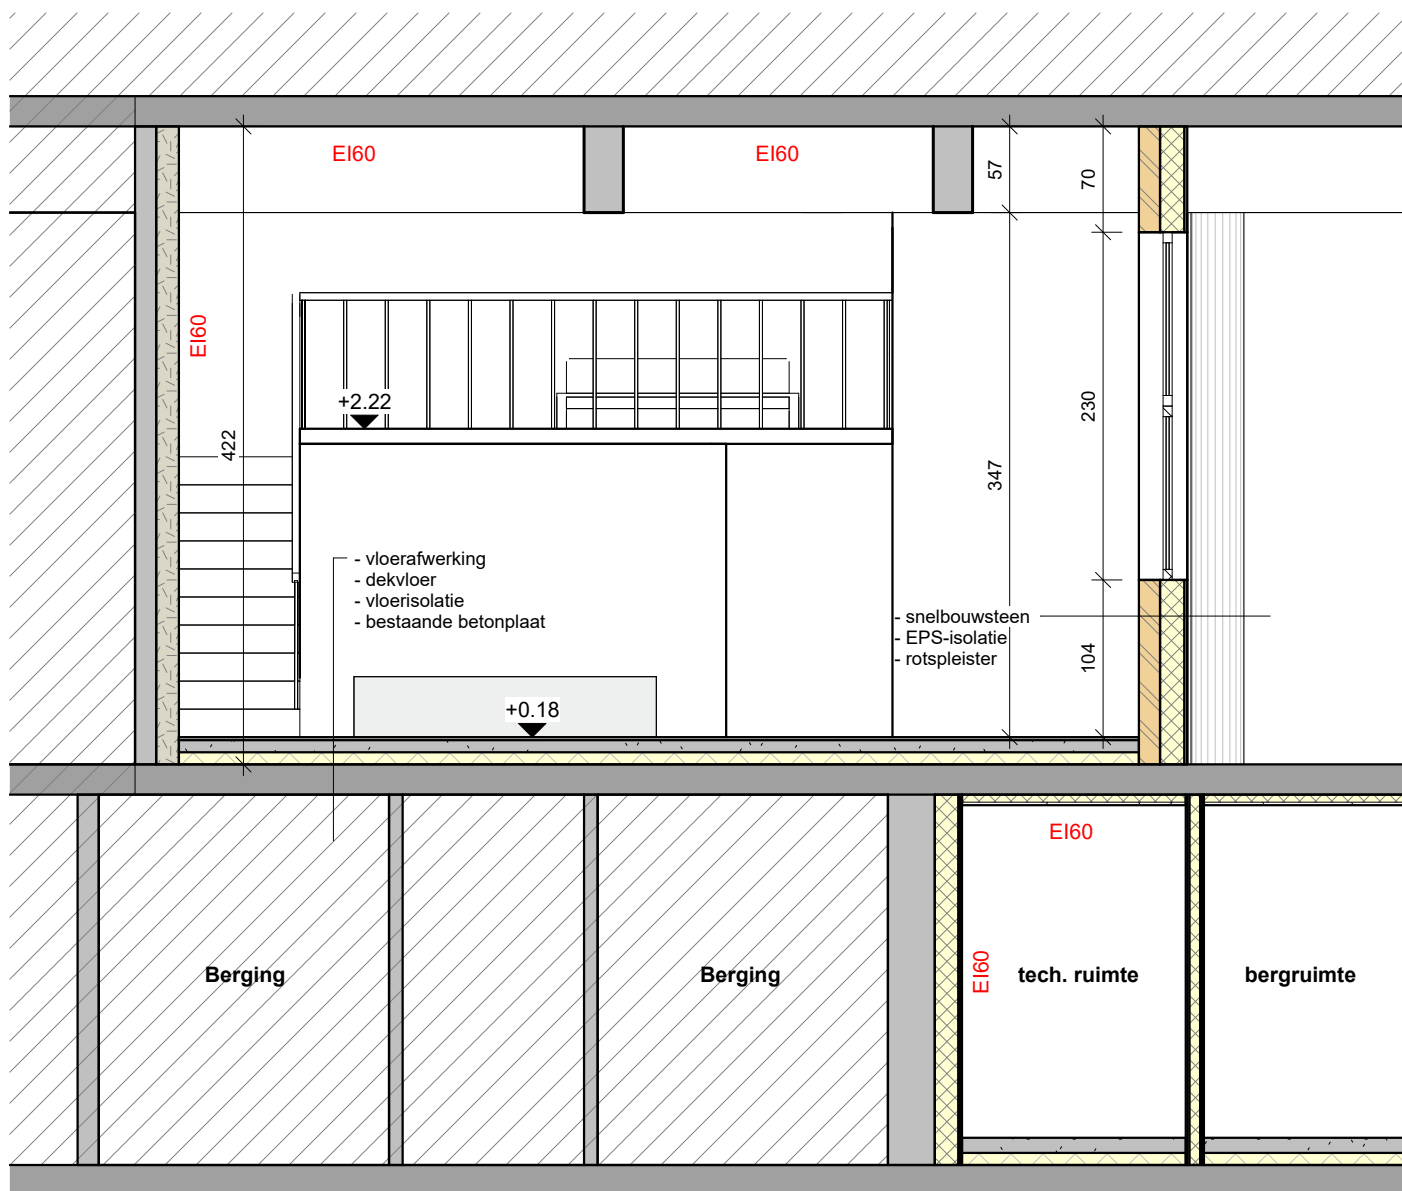 EI60
EI60
57
70
EI60
+2.22
422
230
347
- vloerafwerking
- dekvloer
- vloerisolatie
- bestaande betonplaat
- snelbouwsteen
- EPS-isolatie
- rotspleister
104
+0.18
EI60
EI60
Berging
Berging
tech. ruimte
bergruimte